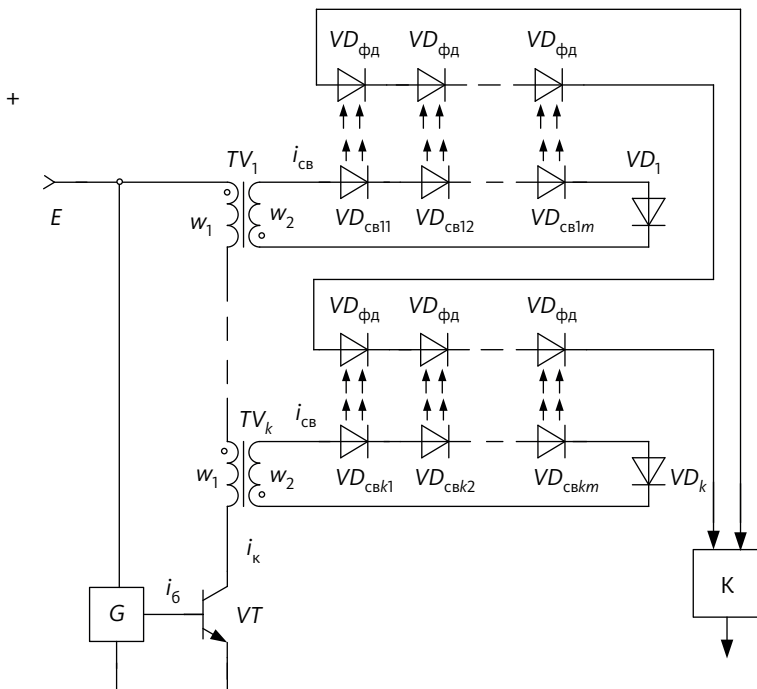 VDфд VDфд VDфд
+
TV1 iсв VD1
E w1 w2 VDсв11 VDсв12 VDсв1m
VDфд VDфд VDфд
TVk iсв
w1 w2 VDсвk1 VDсвk2 VDсвkm VDk
iк
G iб VT K